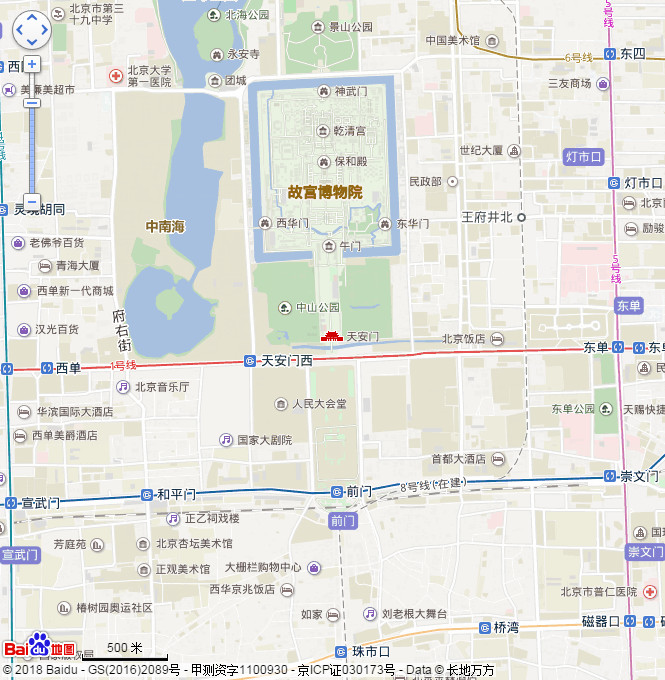 北京市第三
十九中学
北海公园
景山公园
中国美术馆
永安寺
6号线
东四
北京大学
第一医院
团城
神武门
三友商场
美廉美超市
5号线
乾清宫
世纪大厦
灯市口
保和殿
灯市口
民政部
故宫博物院
灵境胡同
王府井北
中南海
西华门
东华门
老佛爷百货
午门
青海大厦
西单新一代商城
5号线
中山公园
东单
府右街
汉光百货
天安门
北京饭店
东单
西单
1号线
天安门西
北京音乐厅
人民大会堂
华滨国际大酒店
东单公园
天赐快捷
西单美爵酒店
国家大剧院
首都大酒店
崇文门
宣武门
和平门
前门
8号线(在建)
前门
正乙祠戏楼
芳庭苑
北京杏坛美术馆
宣武门
崇文门
正观美术馆
大栅栏购物中心
西华京兆饭店
北京市普仁医院
椿树园奥运社区
如家
刘老根大舞台
桥湾
磁器口
500 米
珠市口
Bai du 地图
© 2018 Baidu - GS(2016)2089号 - 甲测资字1100930 - 京ICP证030173号 - Data © 长地万方